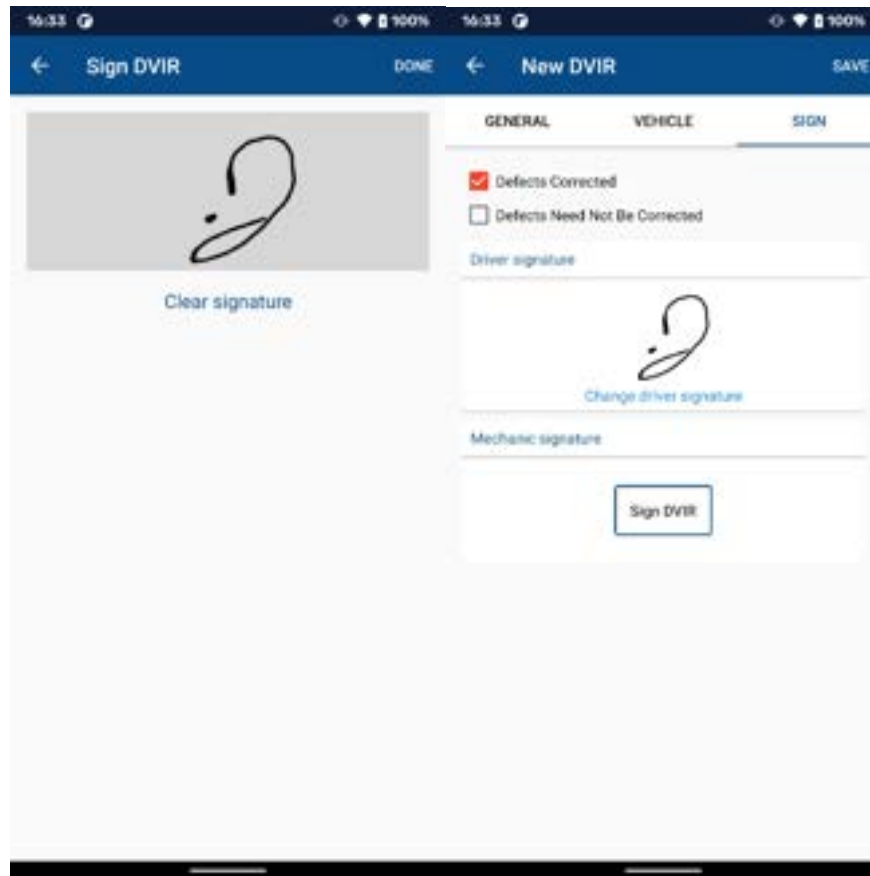 16:33 100%
Sign DVIR DONE
Clear signature
16:33 100%
New DVIR SAVE
GENERAL VEHICLE SIGN
Defects Corrected
Defects Need Not Be Corrected
Driver signature
Change driver signature
Mechanic signature
Sign DVIR